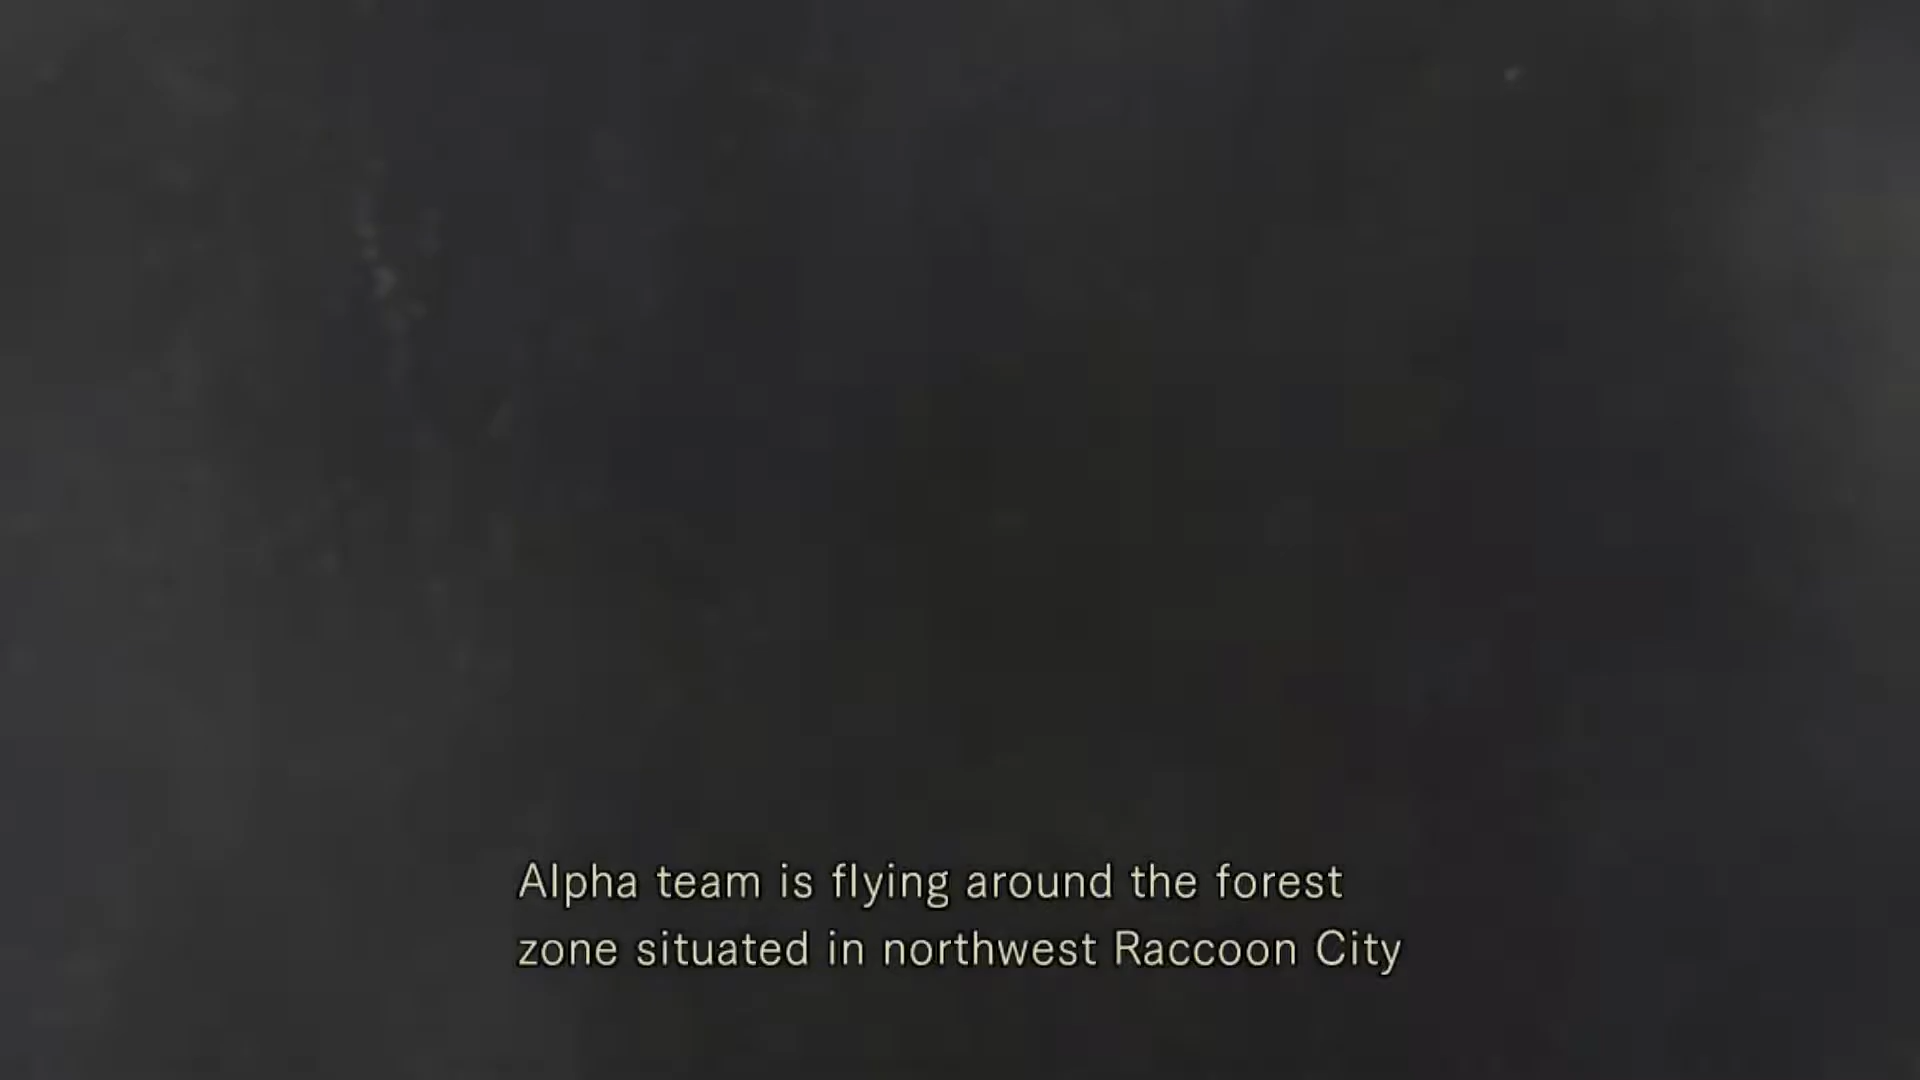 Alpha team is flying around the forest
zone situated in northwest Raccoon City